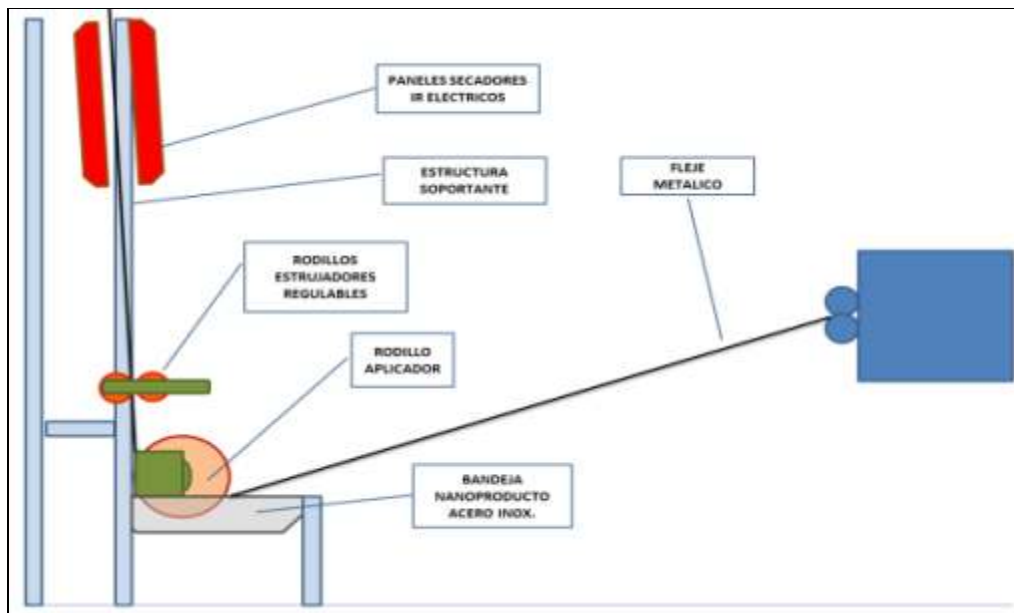 PANELES SECADORES
IR ELECTRICOS
ESTRUCTURA
SOPORTANTE
FLEJE
METALICO
RODILLOS
ESTRUJADORES
REGULABLES
RODILLO
APLICADOR
BANDEJA
NANOPRODUCTO
ACERO INOX.